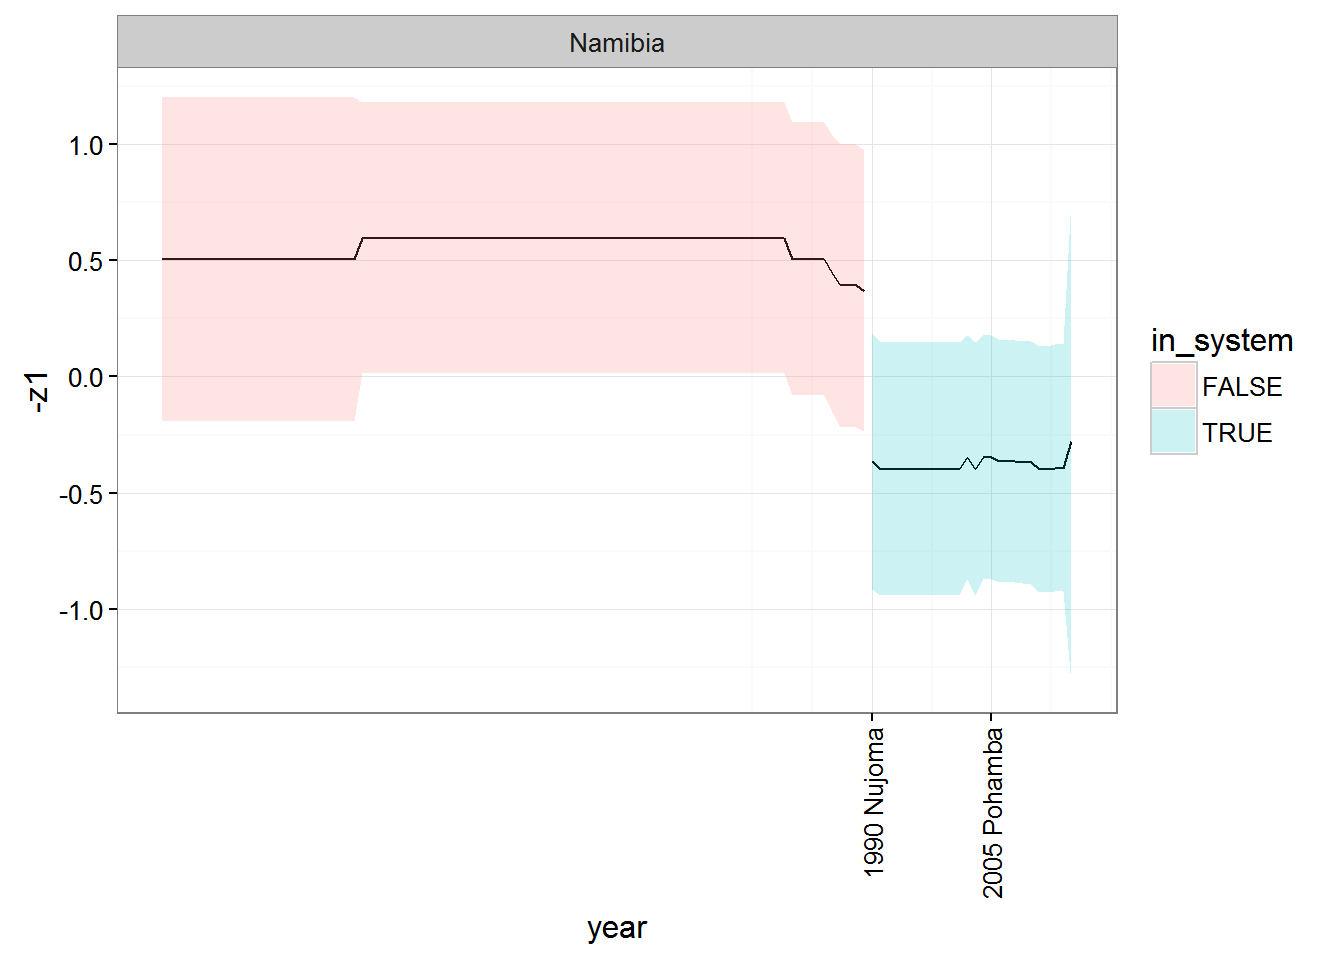 Namibia
1.0
0.5
0.0
-0.5
-1.0
-z1
1990 Nujoma
2005 Pohamba
year
in_system
FALSE
TRUE